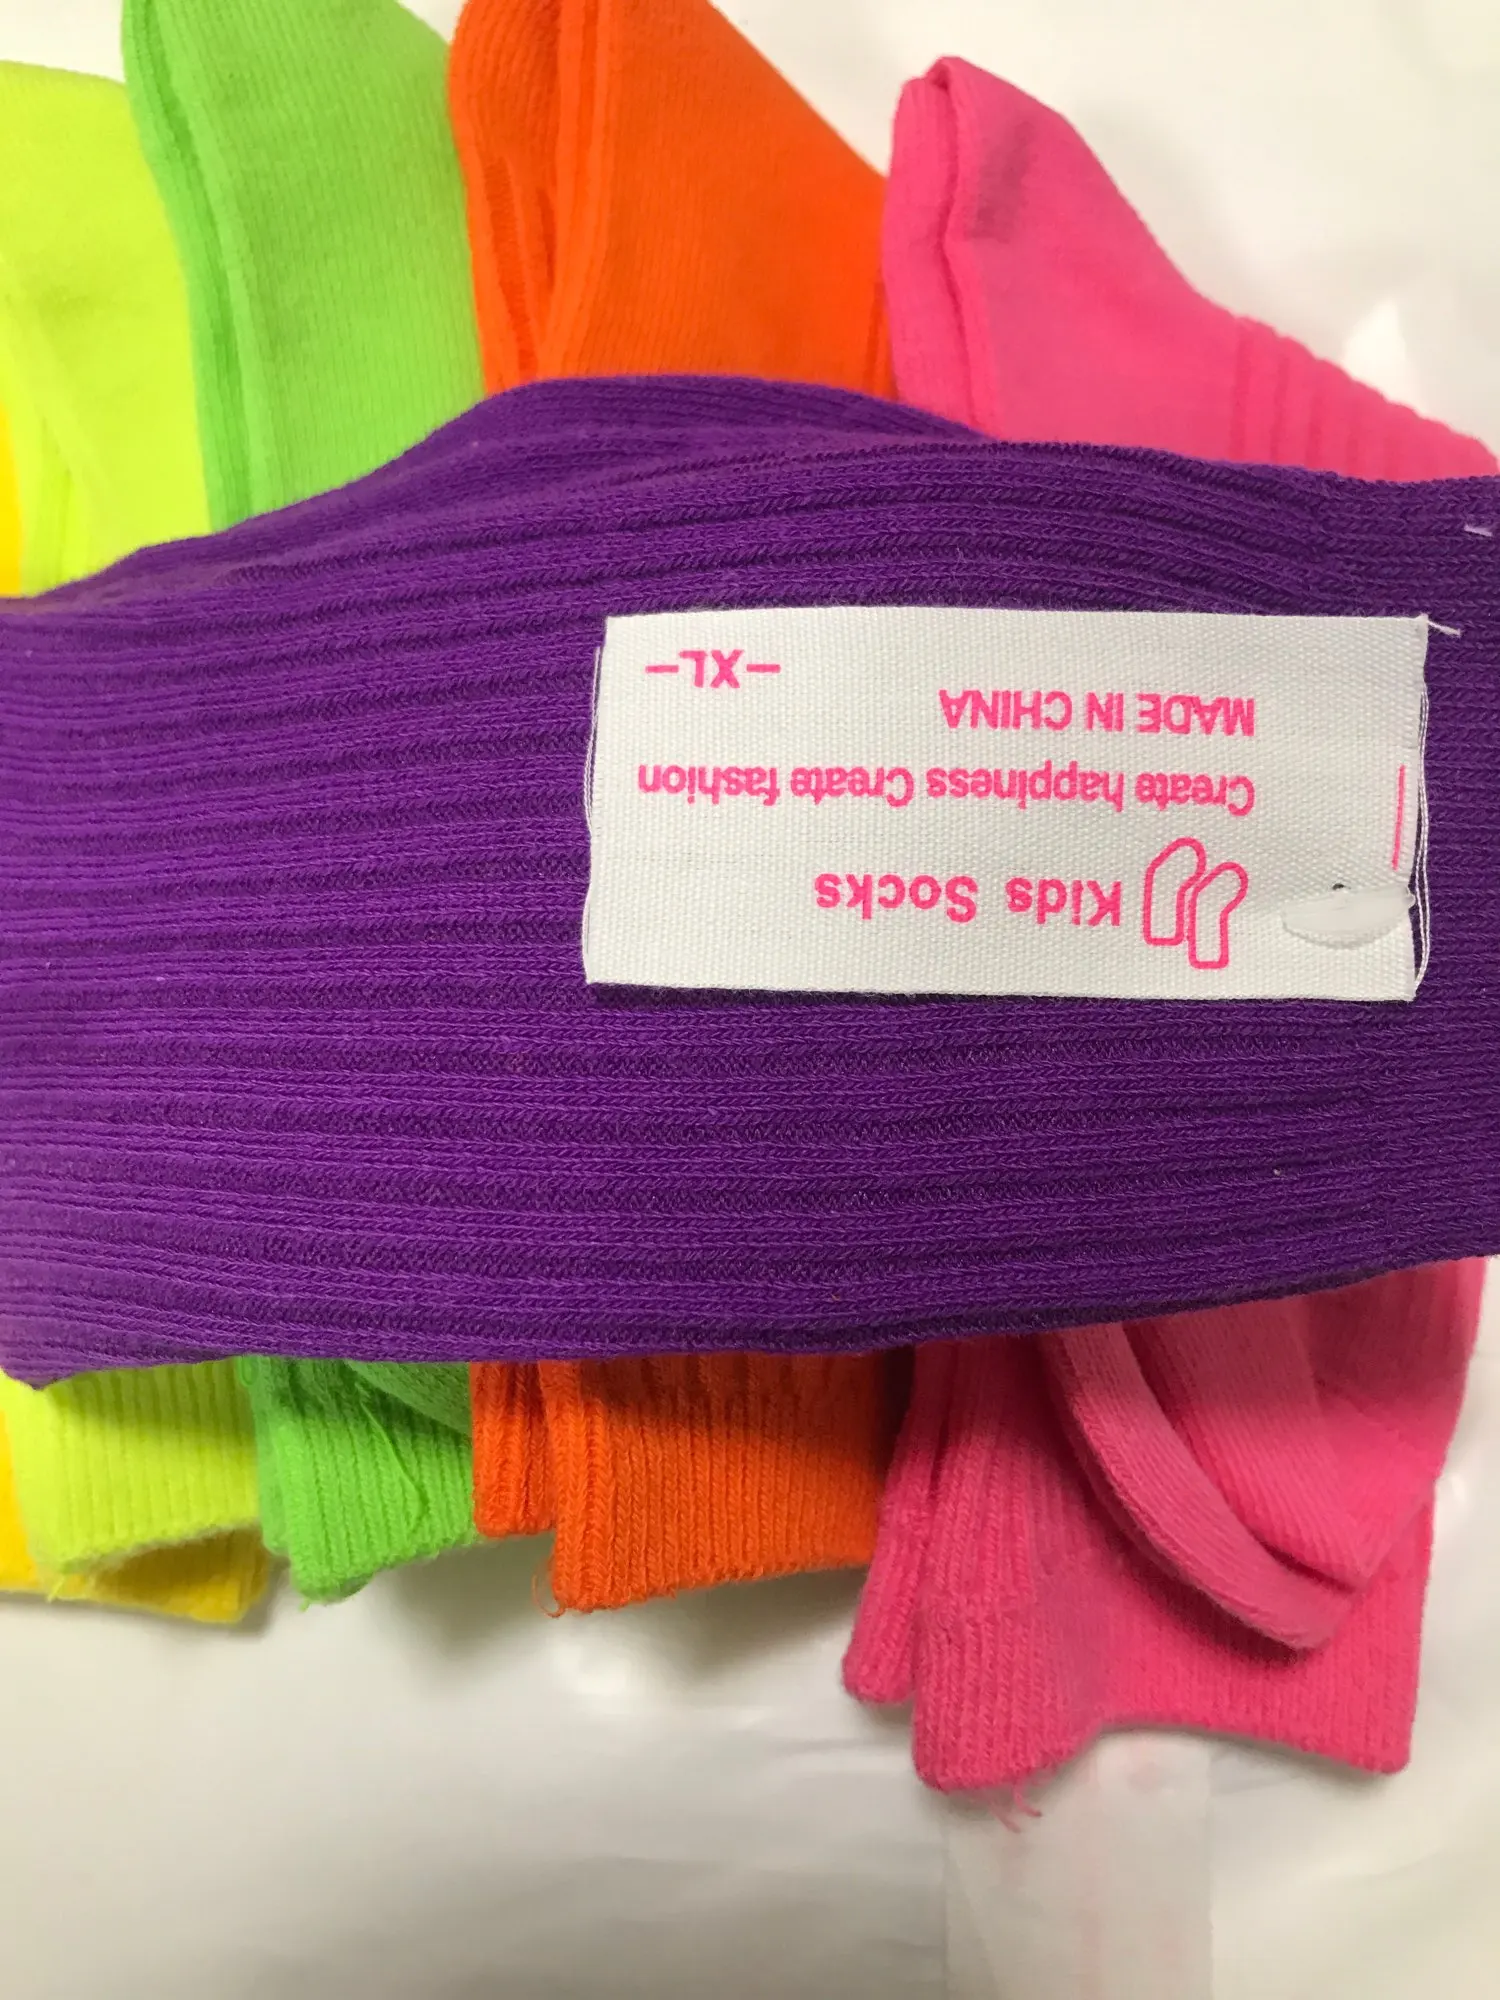 Kids Socks
Create happiness Create fashion
MADE IN CHINA
-XL-